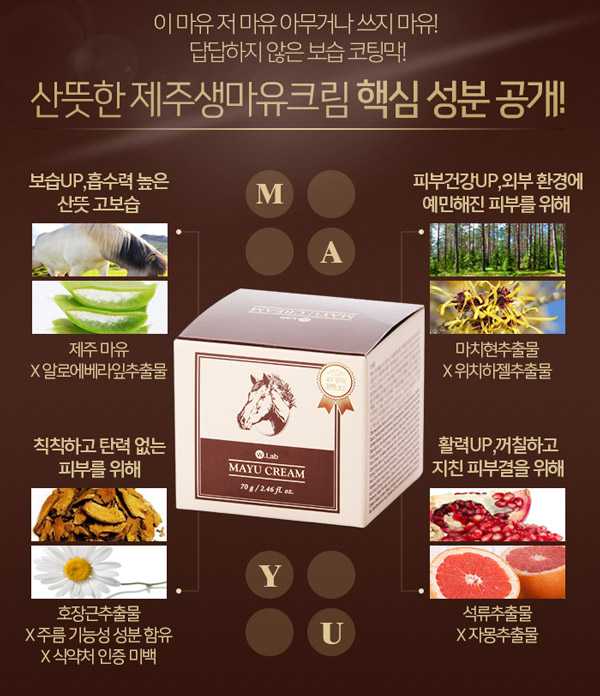 이 마유 저 마유 아무거나 쓰지 마유!
답답하지 않은 보습 코팅막!
산뜻한 제주생마유크림 핵심 성분 공개!
보습UP,흡수력 높은
산뜻 고보습
제주 마유
X 알로에베라잎추출물
M
A
피부건강UP,외부 환경에
예민해진 피부를 위해
마치현추출물
X 위치하젤추출물
MAYU CREAM
W.Lab
MAYU CREAM
70 g / 2.46 fl. oz.
칙칙하고 탄력 없는
피부를 위해
호장근추출물
X 주름 기능성 성분 함유
X 식약처 인증 미백
Y
U
활력UP,꺼칠하고
지친 피부결을 위해
석류추출물
X 자몽추출물